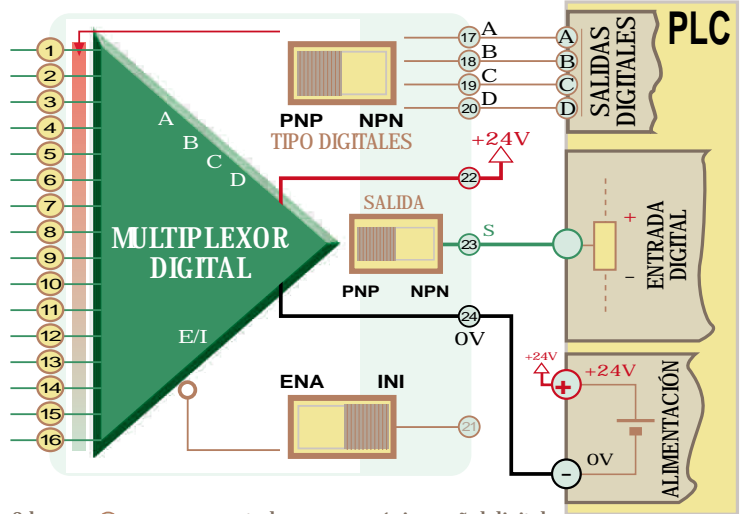 PLC
1
2
3
4
5
6
7
8
9
10
11
12
13
14
15
16
A
B
C
D
MULTIPLEXOR
DIGITAL
E/I
PNP NPN
TIPO DIGITALES
17 A A
18 B B
19 C C
20 D D
SALIDAS
DIGITALES
+24V
22
SALIDA
PNP NPN
23 S
+
-
ENTRADA
DIGITAL
24
0V
ENA INI
21
+24V
+ +24V
- 0V
ALIMENTACIÓN